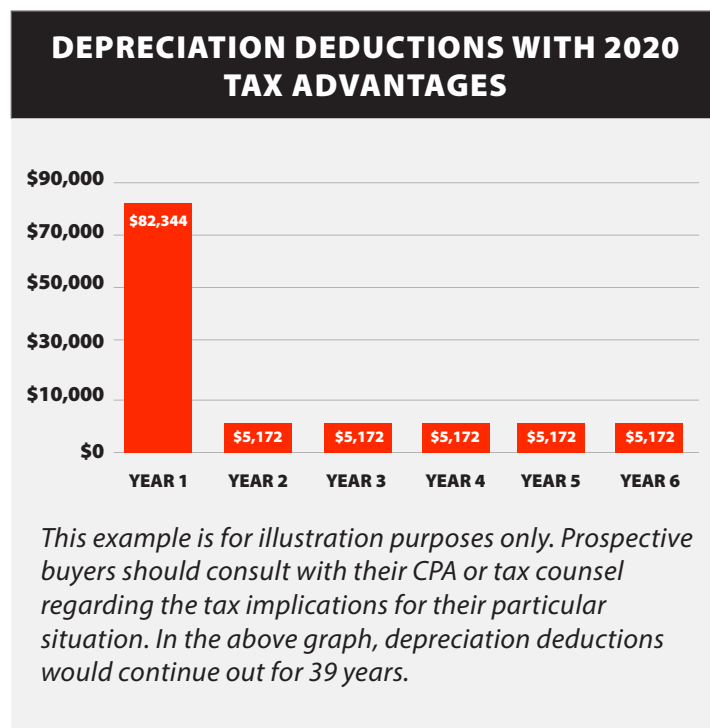 DEPRECIATION DEDUCTIONS WITH 2020
TAX ADVANTAGES
$90,000
$82,344
$70,000
$50,000
$30,000
$10,000
$5,172 $5,172 $5,172 $5,172 $5,172
$0
YEAR 1 YEAR 2 YEAR 3 YEAR 4 YEAR 5 YEAR 6
This example is for illustration purposes only. Prospective
buyers should consult with their CPA or tax counsel
regarding the tax implications for their particular
situation. In the above graph, depreciation deductions
would continue out for 39 years.